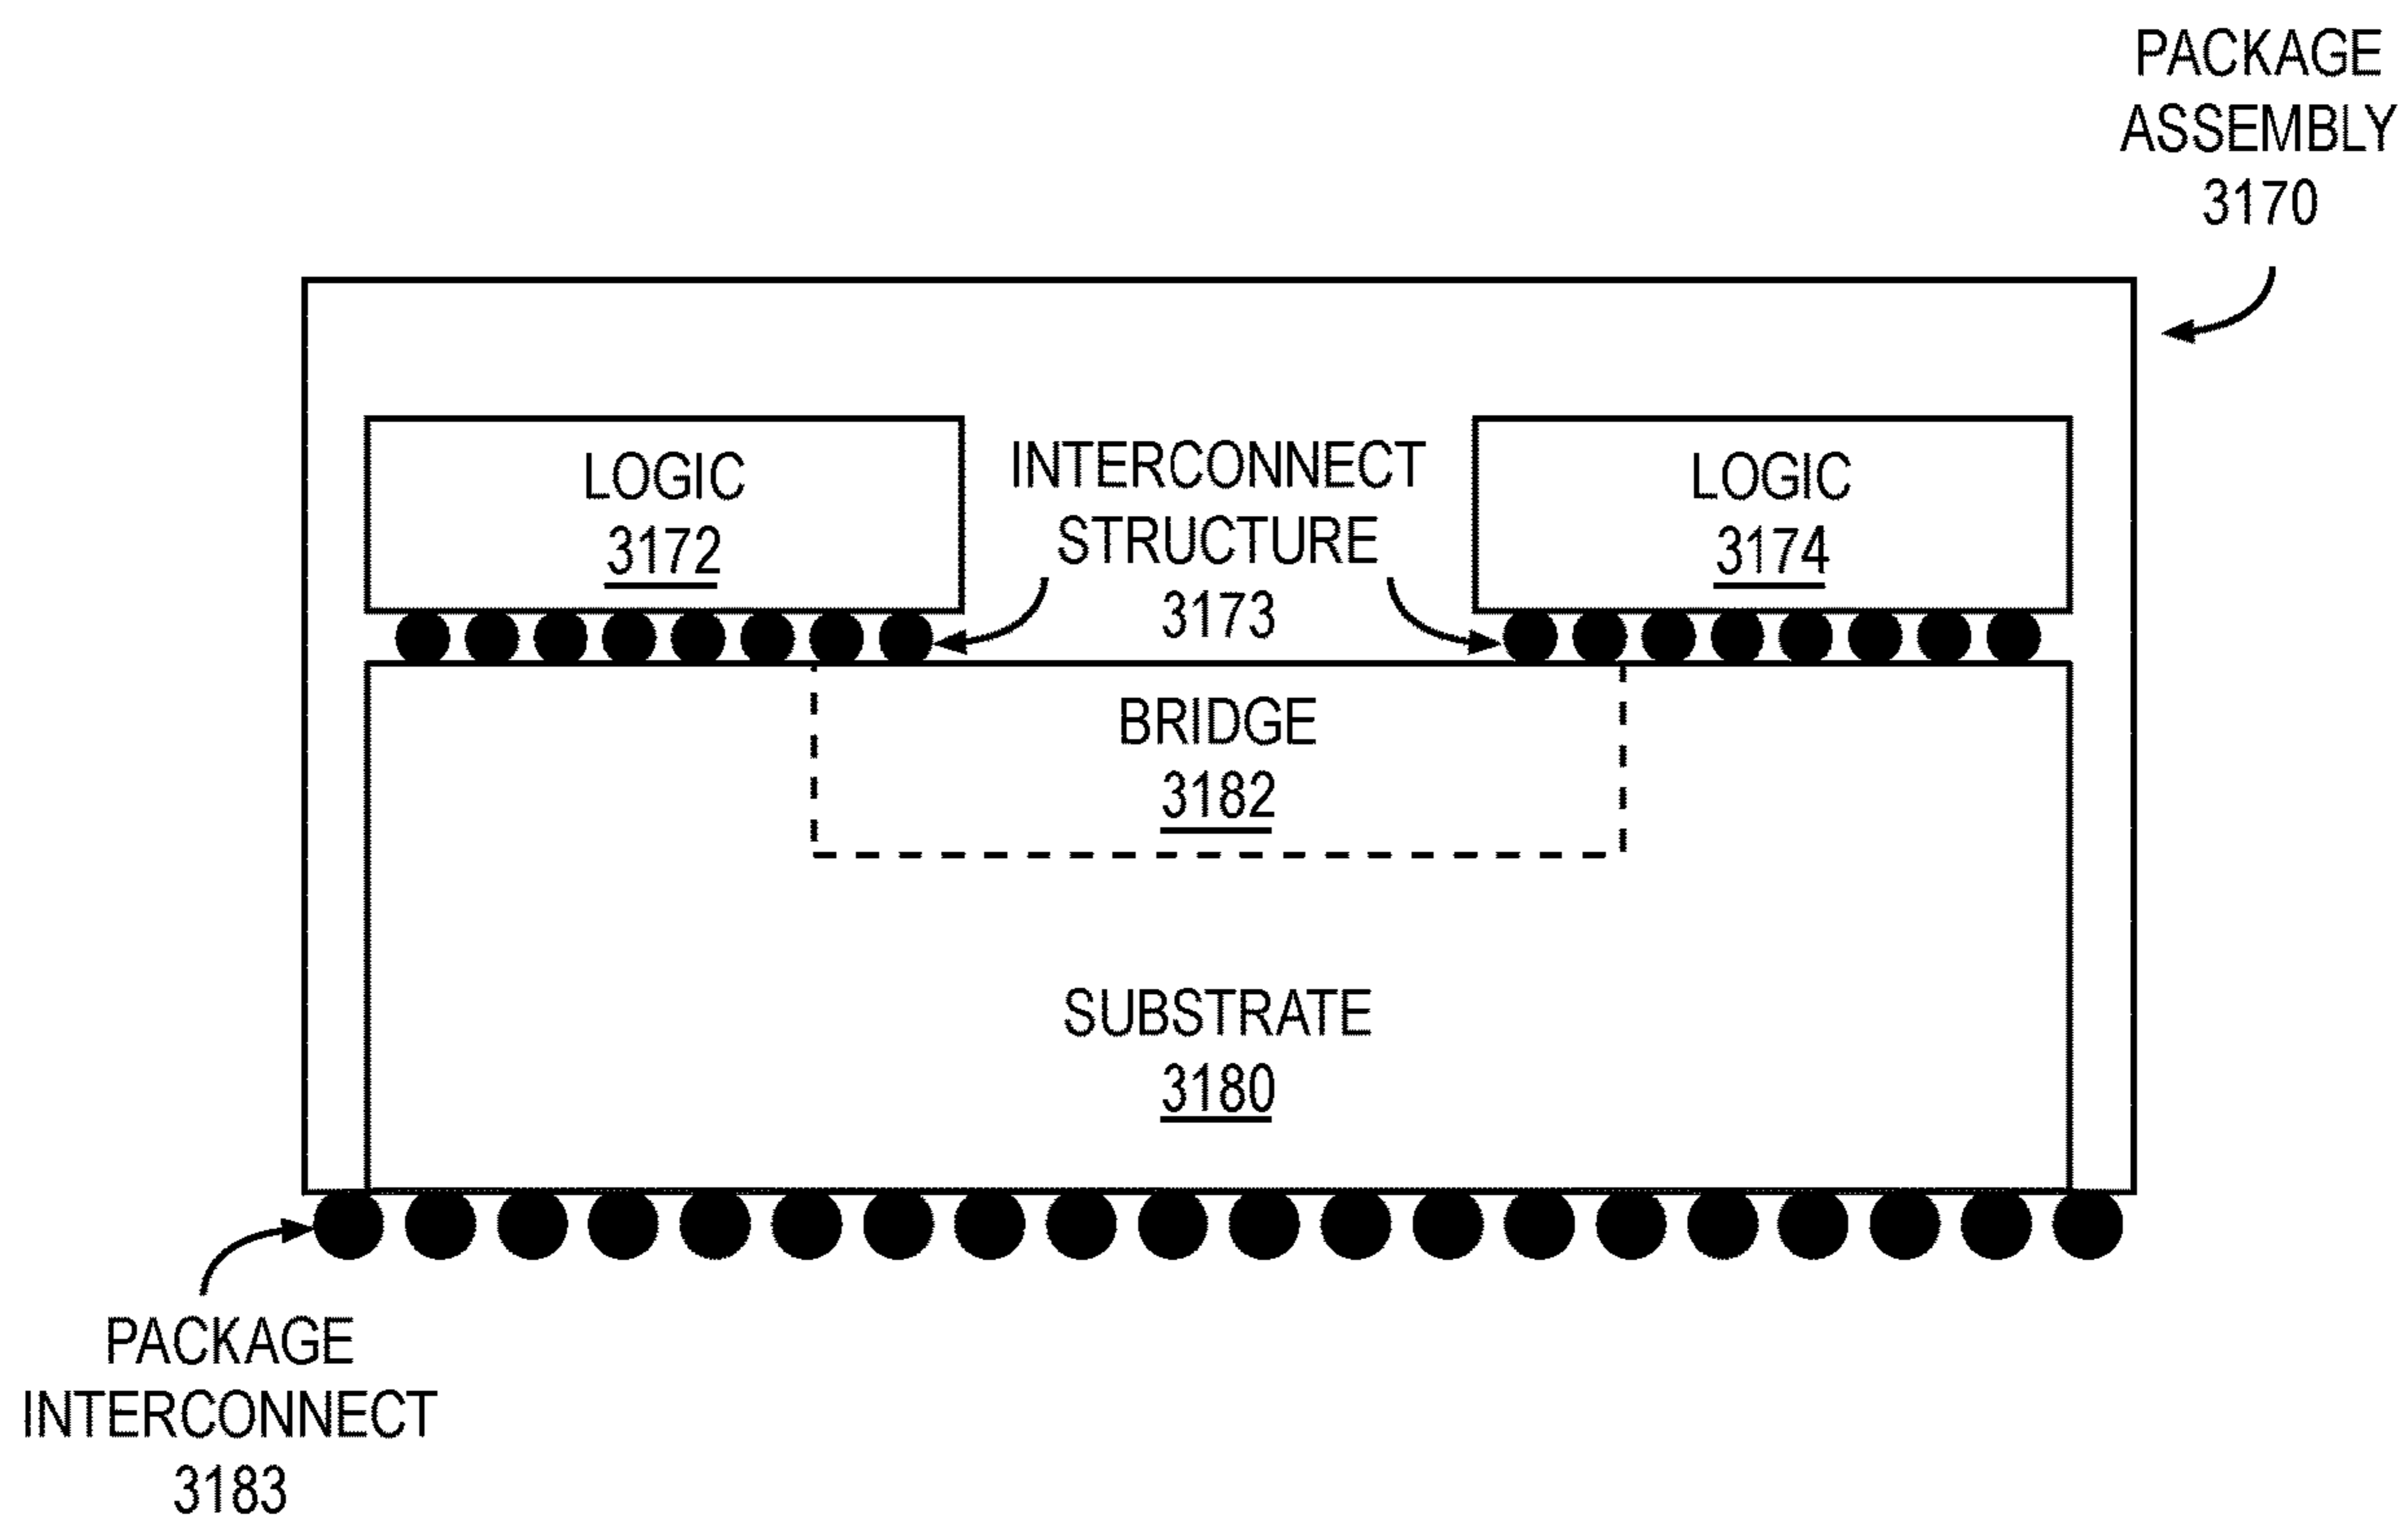 PACKAGE
ASSEMBLY
3170
LOGIC
3172
INTERCONNECT
STRUCTURE
3173
LOGIC
3174
BRIDGE
3182
SUBSTRATE
3180
PACKAGE
INTERCONNECT
3183